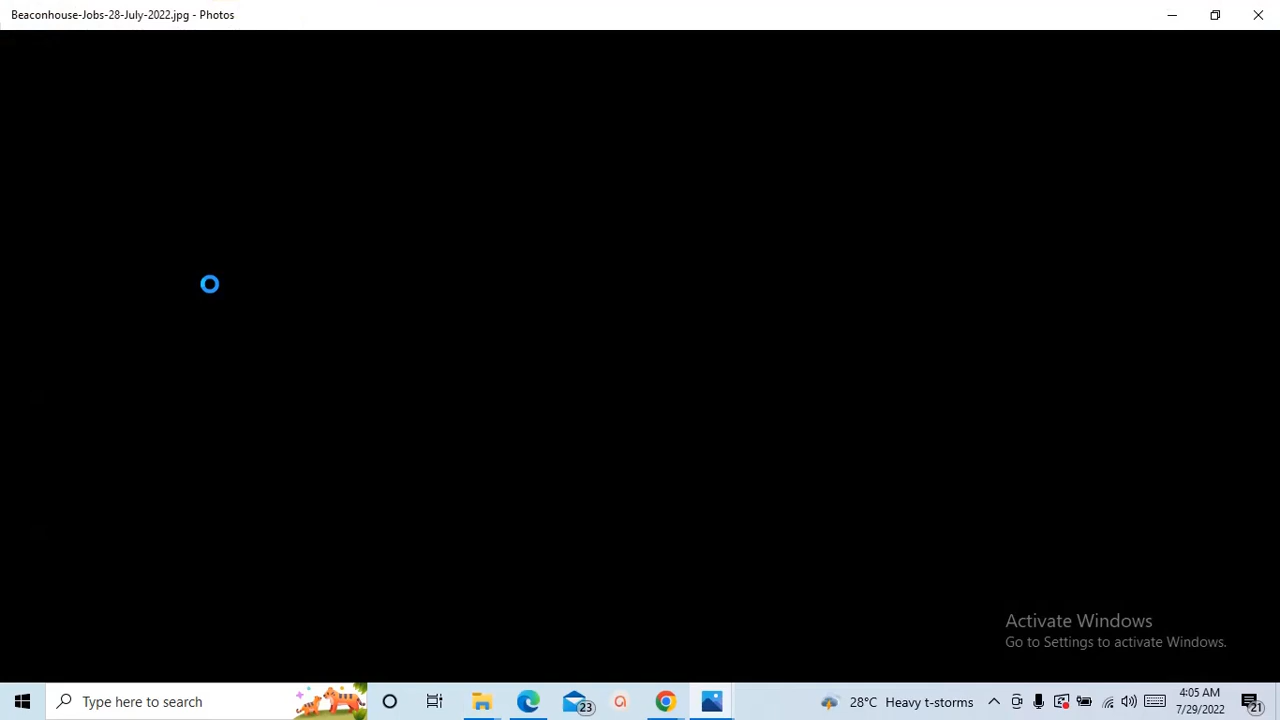 Beaconhouse-Jobs-28-July-2022.jpg - Photos
Activate Windows
Go to Settings to activate Windows.
Type here to search
23
28°C Heavy t-storms
4:05 AM
7/29/2022
21